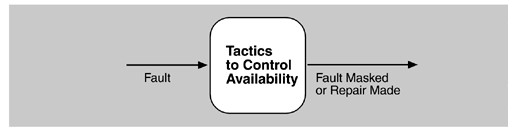 Tactics
to Control
Availability
Fault
Fault Masked
or Repair Made